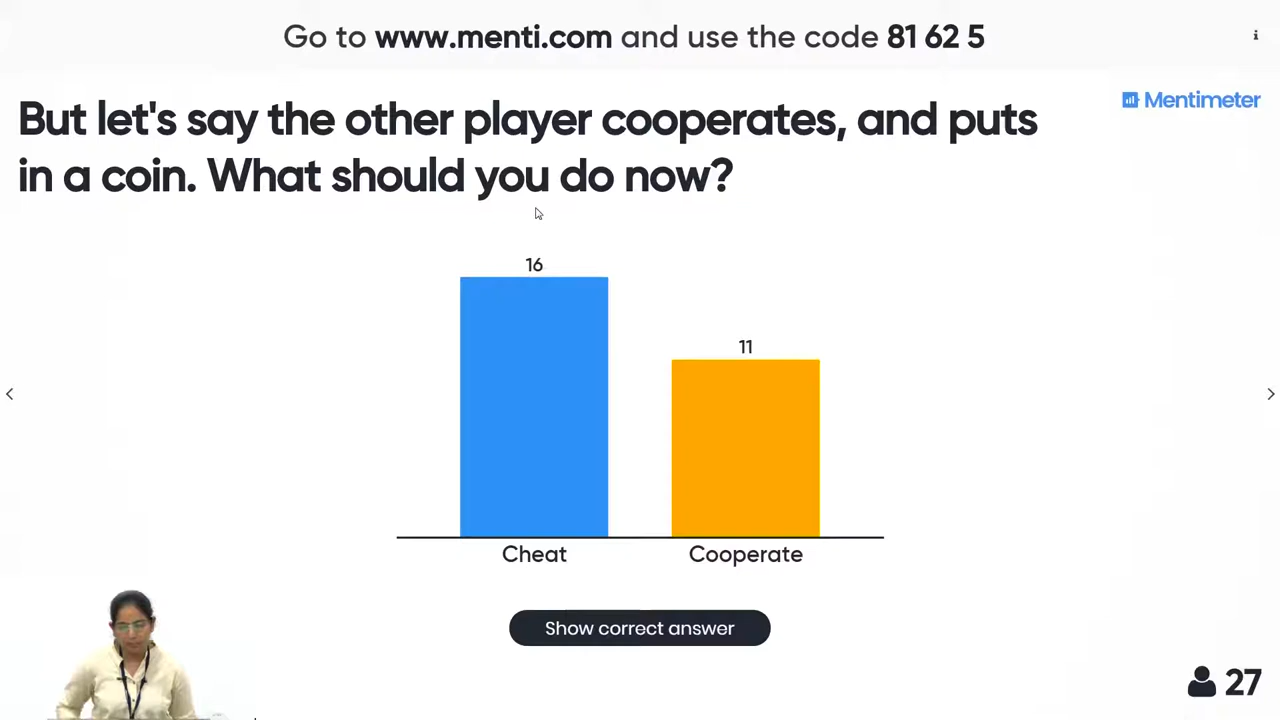 Go to www.menti.com and use the code 81 62 5
Mentimeter
But let's say the other player cooperates, and puts
in a coin. What should you do now?
16
11
Cheat
Cooperate
Show correct answer
27